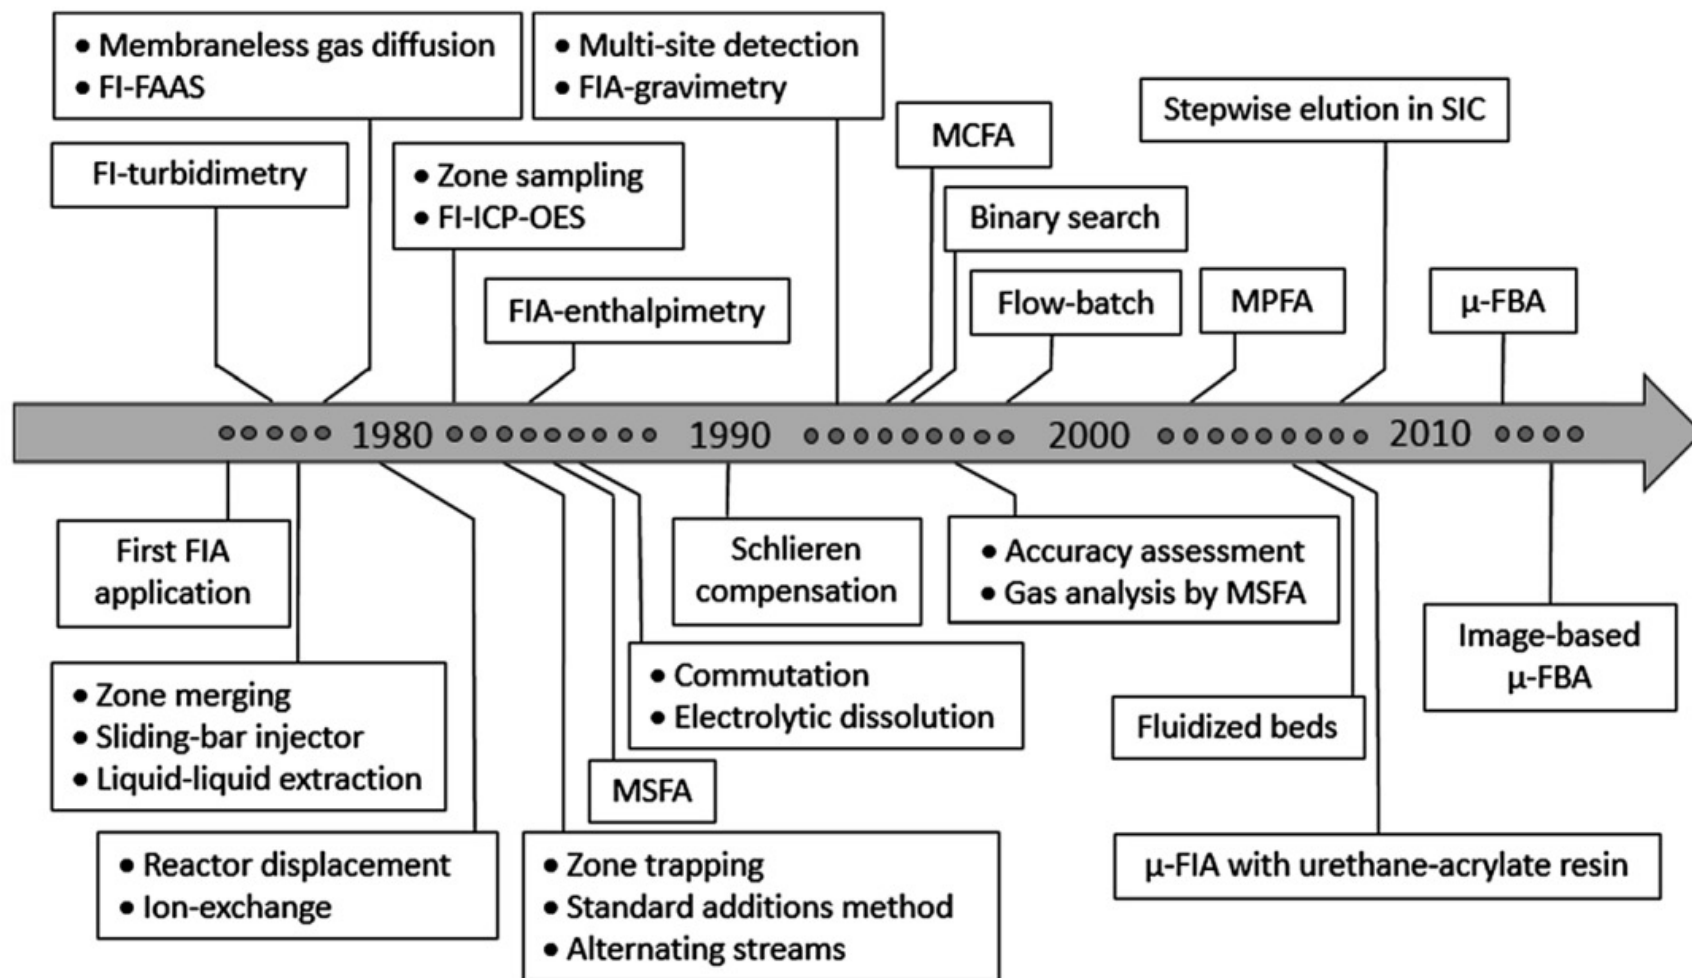 • Membraneless gas diffusion
• FI-FAAS
• Multi-site detection
• FIA-gravimetry
Stepwise elution in SIC
MCFA
FI-turbidimetry
• Zone sampling
• FI-ICP-OES
Binary search
FIA-enthalpimetry
Flow-batch
MPFA
μ-FBA
1980
1990
2000
2010
First FIA
application
Schlieren
compensation
• Accuracy assessment
• Gas analysis by MSFA
Image-based
μ-FBA
• Zone merging
• Sliding-bar injector
• Liquid-liquid extraction
• Commutation
• Electrolytic dissolution
Fluidized beds
MSFA
• Reactor displacement
• Ion-exchange
• Zone trapping
• Standard additions method
• Alternating streams
μ-FIA with urethane-acrylate resin